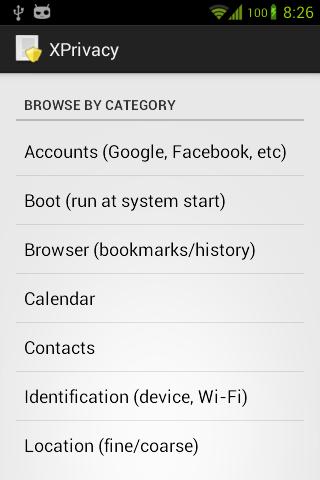 100 8:26
XPrivacy
BROWSE BY CATEGORY
Accounts (Google, Facebook, etc)
Boot (run at system start)
Browser (bookmarks/history)
Calendar
Contacts
Identification (device, Wi-Fi)
Location (fine/coarse)